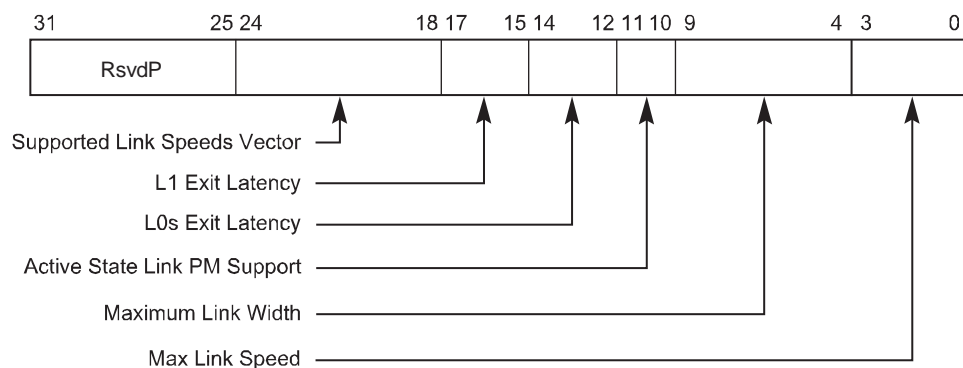 31 25 24 18 17 15 14 12 11 10 9 4 3 0
RsvdP
Supported Link Speeds Vector
L1 Exit Latency
L0s Exit Latency
Active State Link PM Support
Maximum Link Width
Max Link Speed